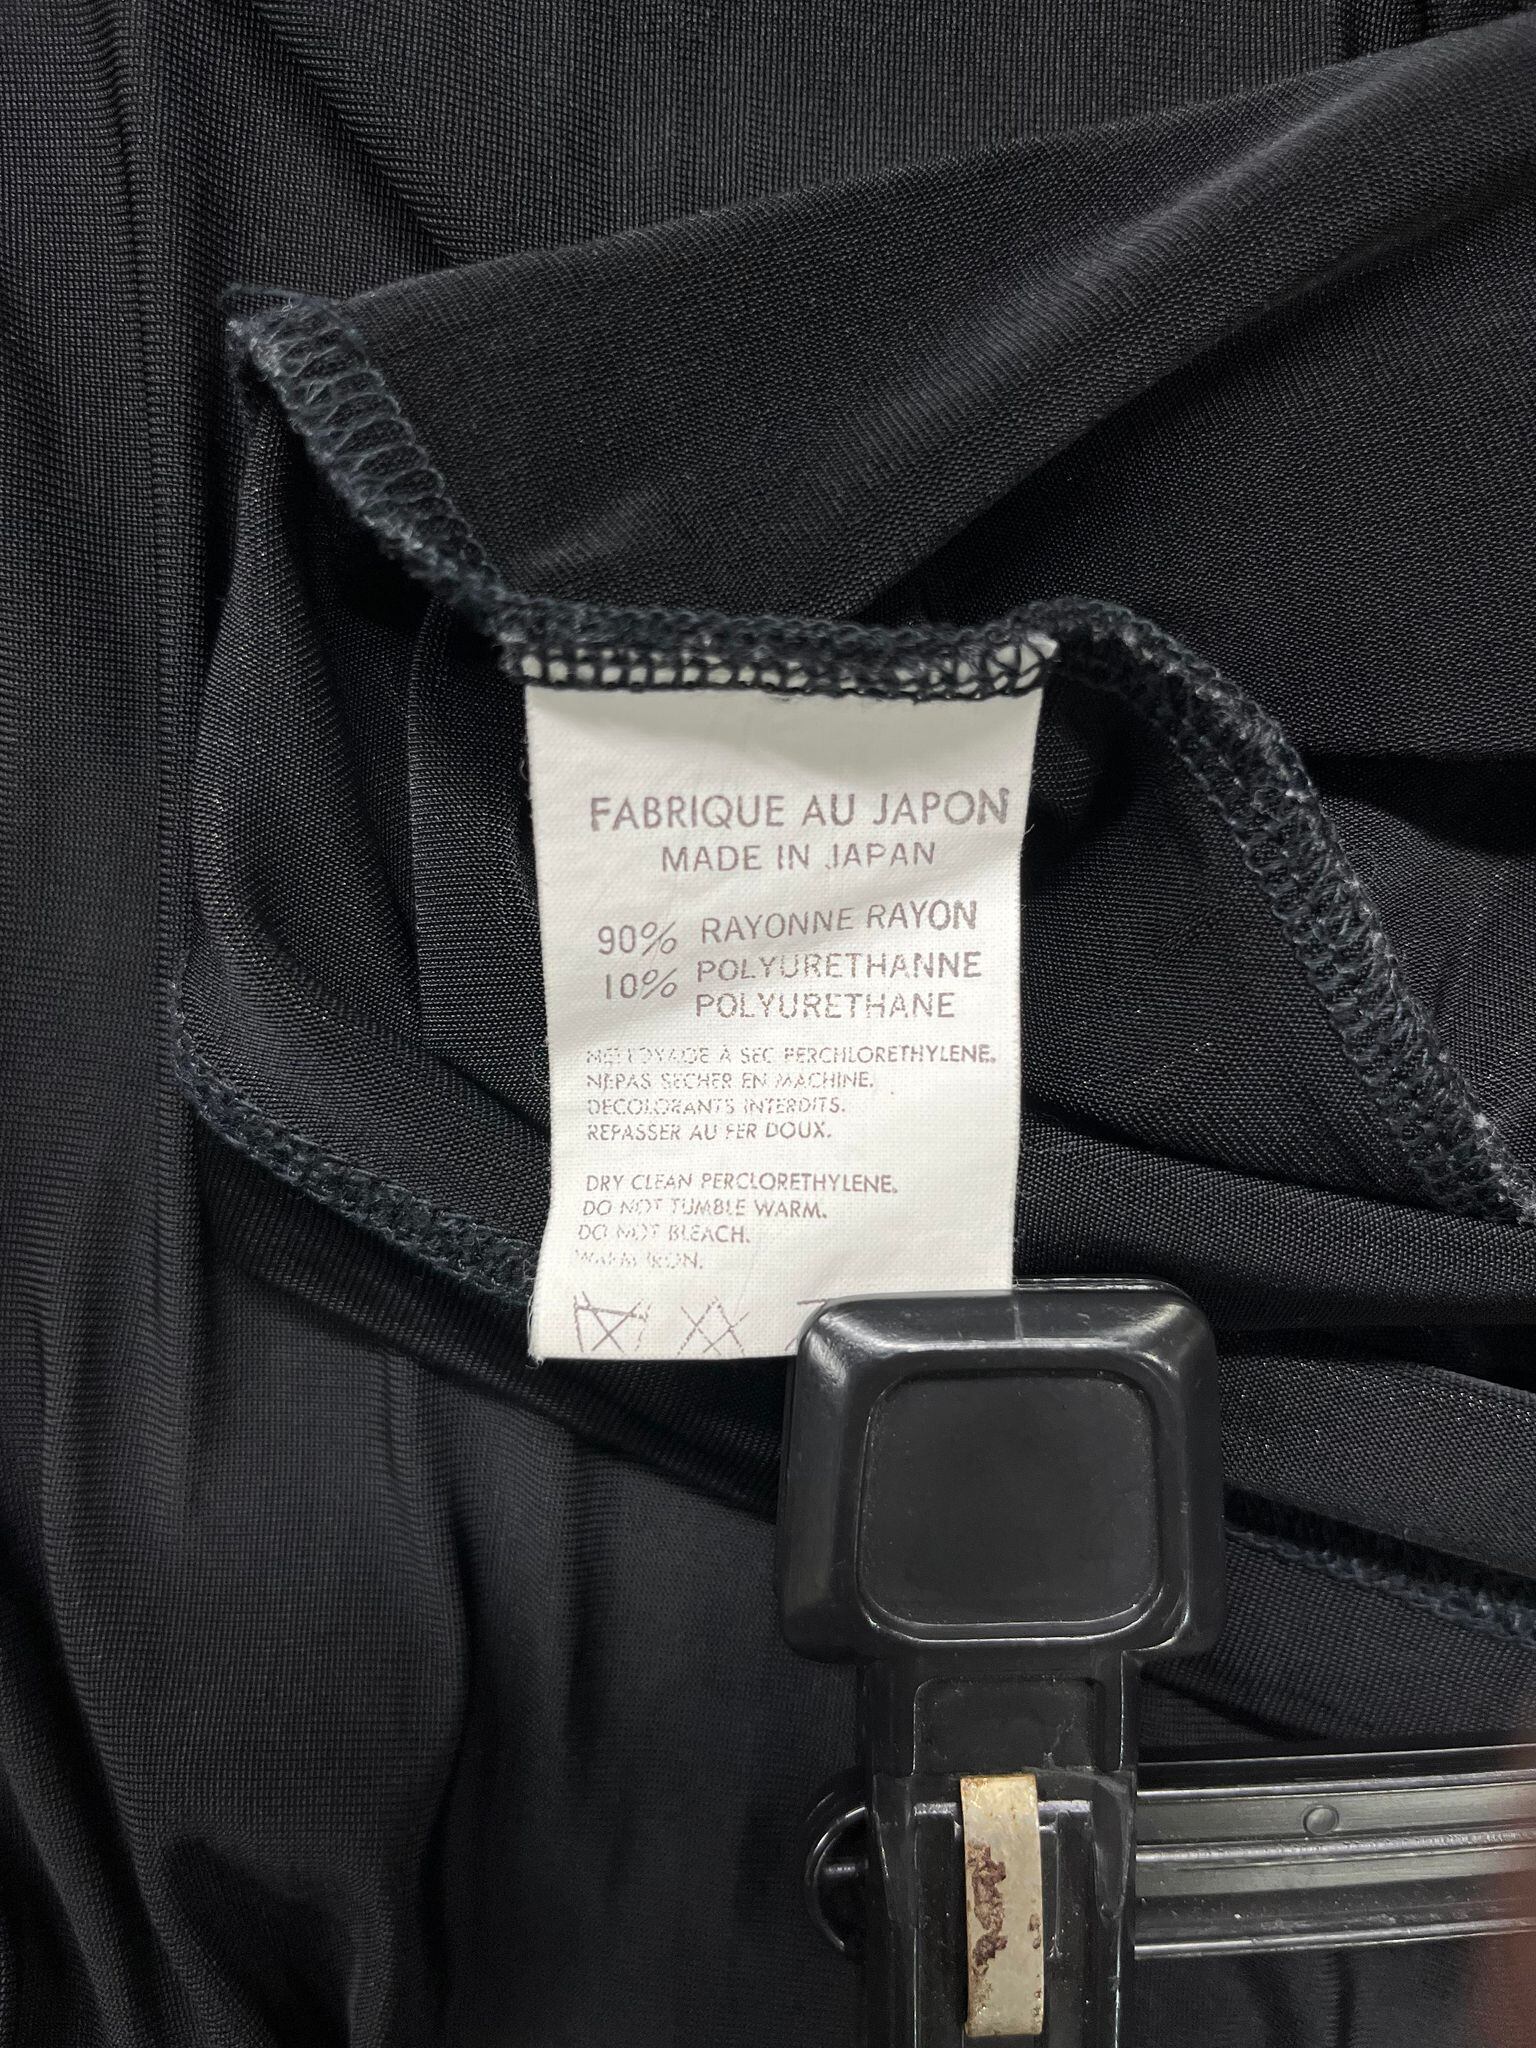 FABRIQUE AU JAPON
MADE IN JAPAN
90% RAYONNE RAYON
10% POLYURETHANNE
POLYURETHANE
NETTOYAGE À SEC PERCHLORETHYLENE.
NEPAS SECHER EN MACHINE.
DECOLORANTS INTERDITS.
REPASSER AU FER DOUX.
DRY CLEAN PERCLORETHYLENE.
DO NOT TUMBLE WARM.
DO NOT BLEACH.
WARM IRON.